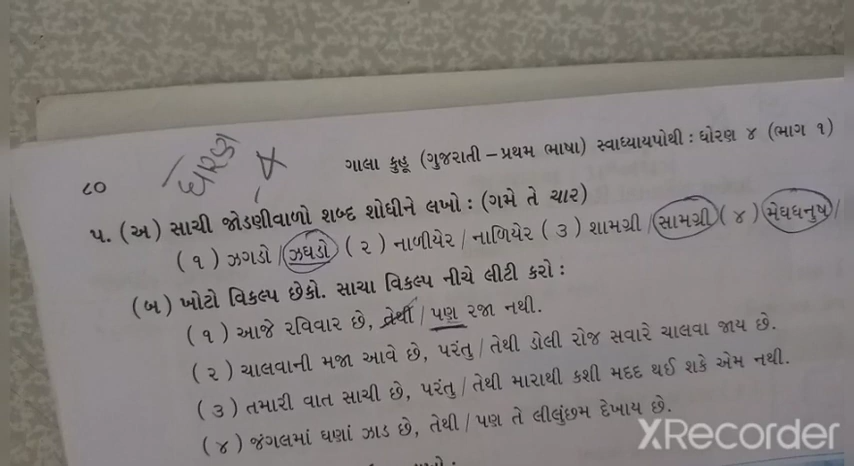 ૮૦
ધોરણ
૪
ગાલા કુહૂ (ગુજરાતી – પ્રથમ ભાષા) સ્વાધ્યાયપોથી : ધોરણ ૪ (ભાગ ૧)
૫. (અ) સાચી જોડણીવાળો શબ્દ શોધીને લખો : (ગમે તે ચાર)
(૧) ઝગડો / ઝઘડો (૨) નાળીયેર / નાળિયેર (૩) શામગ્રી / સામગ્રી (૪) મેઘધનુષ /
(બ) ખોટો વિકલ્પ છેકો. સાચા વિકલ્પ નીચે લીટી કરો :
(૧) આજે રવિવાર છે, તેથી / પણ રજા નથી.
(૨) ચાલવાની મજા આવે છે, પરંતુ / તેથી ડોલી રોજ સવારે ચાલવા જાય છે.
(૩) તમારી વાત સાચી છે, પરંતુ / તેથી મારાથી કશી મદદ થઈ શકે એમ નથી.
(૪) જંગલમાં ઘણાં ઝાડ છે, તેથી / પણ તે લીલુંછમ દેખાય છે.
XRecorder